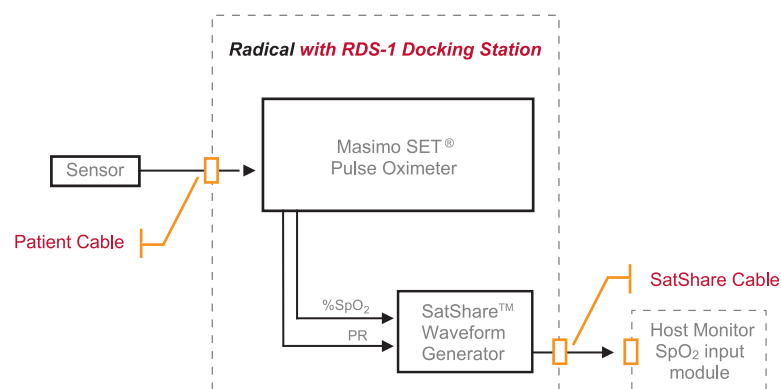 Radical with RDS-1 Docking Station
Masimo SET®
Pulse Oximeter
Sensor
Patient Cable
%SpO₂
PR
SatShare™
Waveform
Generator
SatShare Cable
Host Monitor
SpO₂ input
module